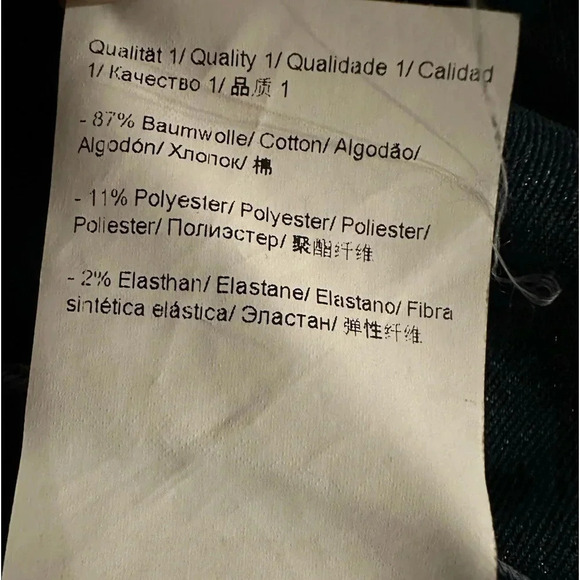 Qualität 1/ Quality 1/ Qualidade 1/ Calidad
1/ Качество 1/ 品质 1
- 87% Baumwolle/ Cotton/ Algodão/
Algodón/ Хлопок/ 棉
- 11% Polyester/ Polyester/ Poliester/
Poliester/ Полиэстер/ 聚酯纤维
- 2% Elasthan/ Elastane/ Elastano/ Fibra
sintética elástica/ Эластан/ 弹性纤维